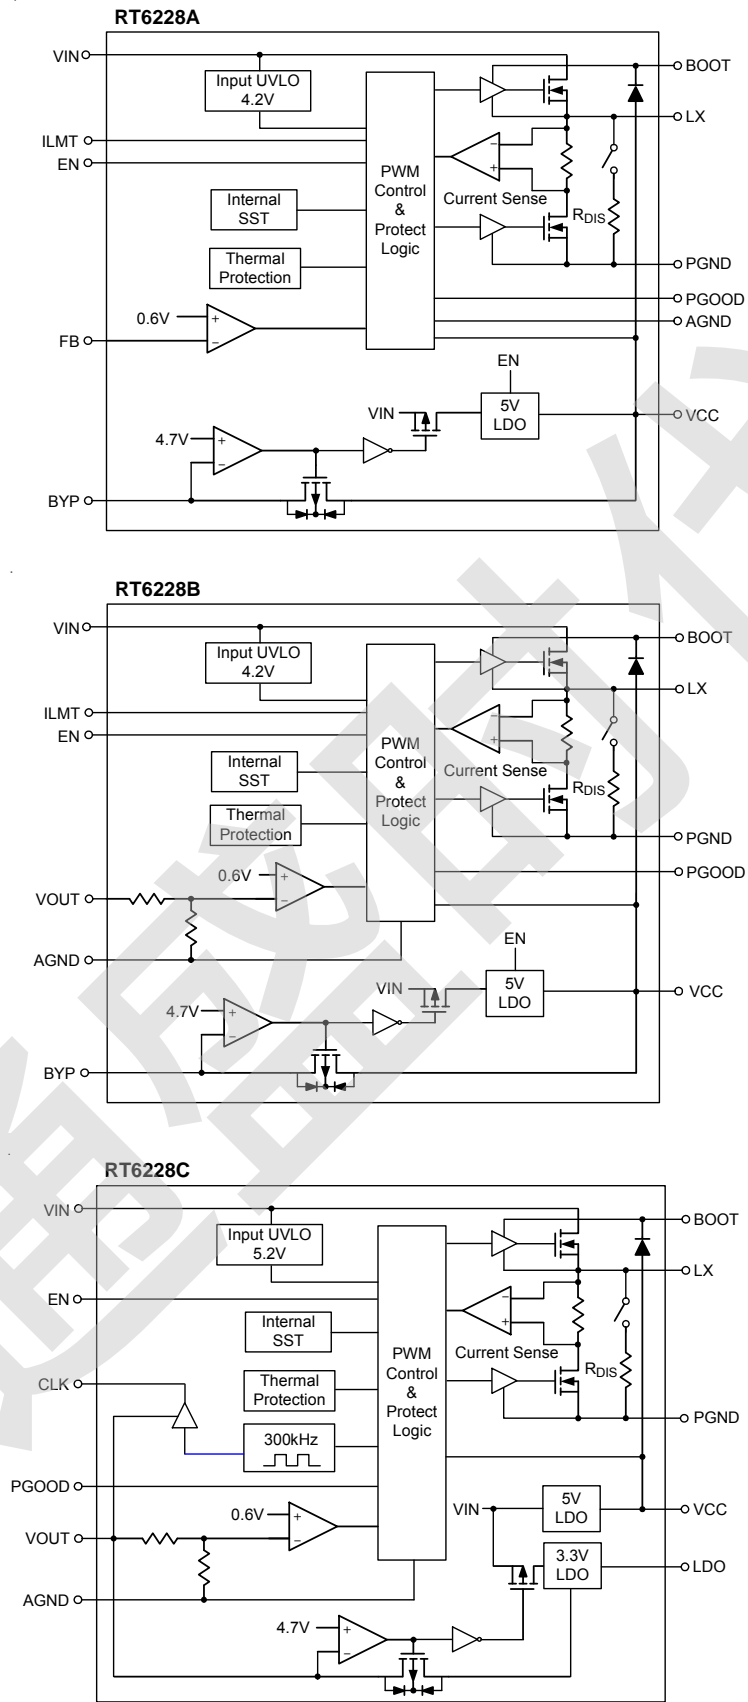 RT6228A
VIN
BOOT
Input UVLO
4.2V
LX
ILMT
EN
PWM
Control
&
Protect
Logic
Current Sense
Internal
SST
RDIS
Thermal
Protection
PGND
PGOOD
0.6V
+
−
AGND
FB
EN
VIN
5V
LDO
VCC
4.7V
+
−
BYP
RT6228B
VIN
BOOT
Input UVLO
4.2V
LX
ILMT
EN
PWM
Control
&
Protect
Logic
Current Sense
Internal
SST
RDIS
Thermal
Protection
PGND
0.6V
+
−
PGOOD
VOUT
EN
AGND
VIN
5V
LDO
VCC
4.7V
+
−
BYP
RT6228C
VIN
BOOT
Input UVLO
5.2V
LX
EN
Internal
SST
PWM
Control
&
Protect
Logic
Current Sense
RDIS
CLK
Thermal
Protection
PGND
300kHz
PGOOD
0.6V
+
−
VIN
5V
LDO
VCC
VOUT
3.3V
LDO
LDO
AGND
4.7V
+
−